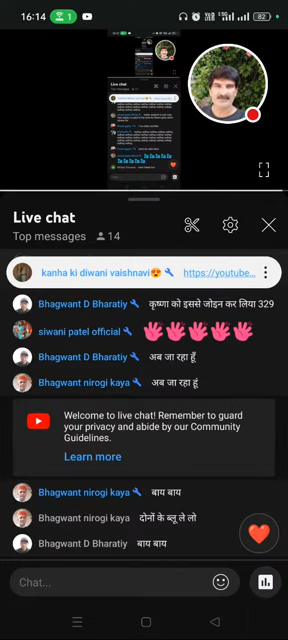 16:14
1
82
Live chat
Live chat
Top messages 14
kanha ki diwani vaishnavi😍 https://youtube...
Bhagwant D Bharatiy कृष्णा को इससे जोइन कर लिया 329
siwani patel official
Bhagwant D Bharatiy अब जा रहा हूँ
Bhagwant nirogi kaya अब जा रहा हूं
Welcome to live chat! Remember to guard
your privacy and abide by our Community
Guidelines.
Learn more
Bhagwant nirogi kaya बाय बाय
Bhagwant nirogi kaya दोनों के ब्लू ले लो
Bhagwant D Bharatiy बाय बाय
Chat...